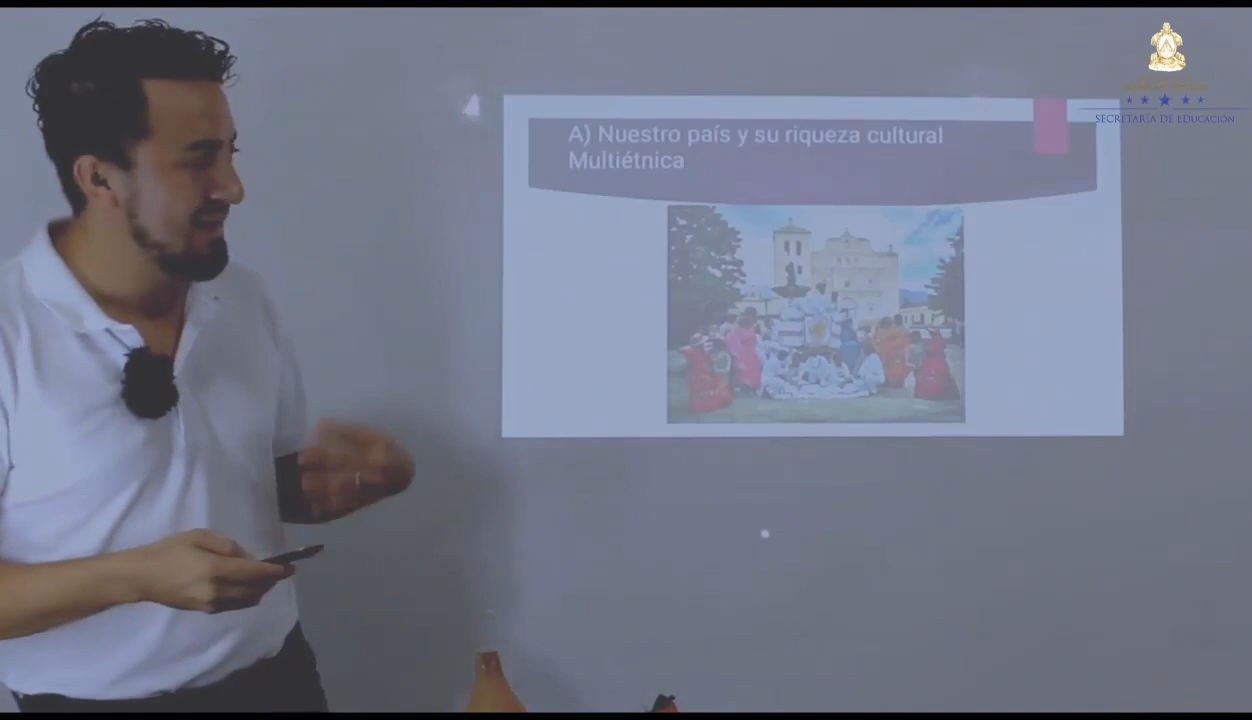 A) Nuestro país y su riqueza cultural
Multiétnica
SECRETARÍA DE EDUCACIÓN